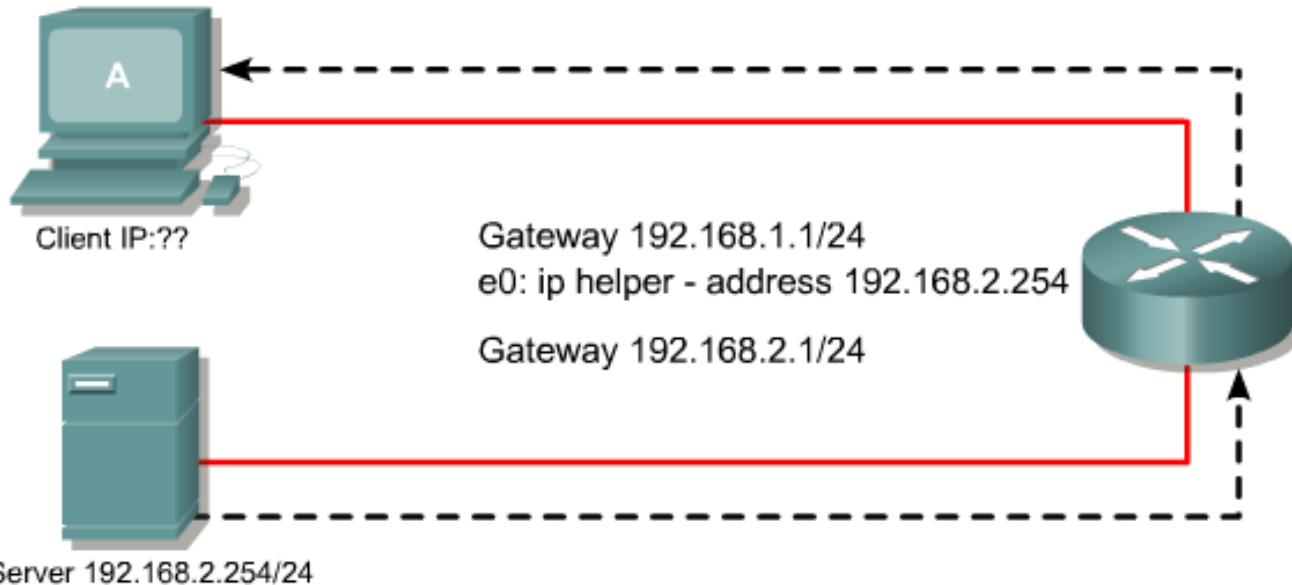 A
Client IP:??
Gateway 192.168.1.1/24
e0: ip helper - address 192.168.2.254
Gateway 192.168.2.1/24
Server 192.168.2.254/24